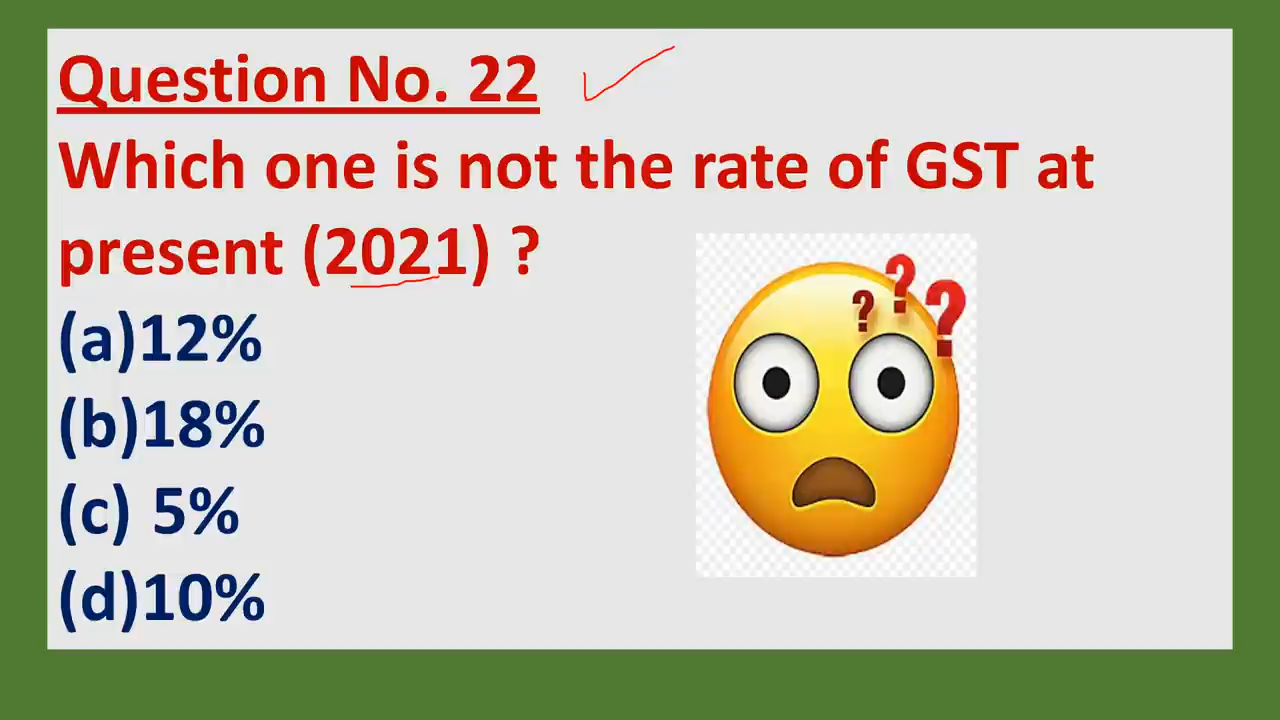 Question No. 22
Which one is not the rate of GST at
present (2021) ?
(a)12%
(b)18%
(c) 5%
(d)10%
? ? ?